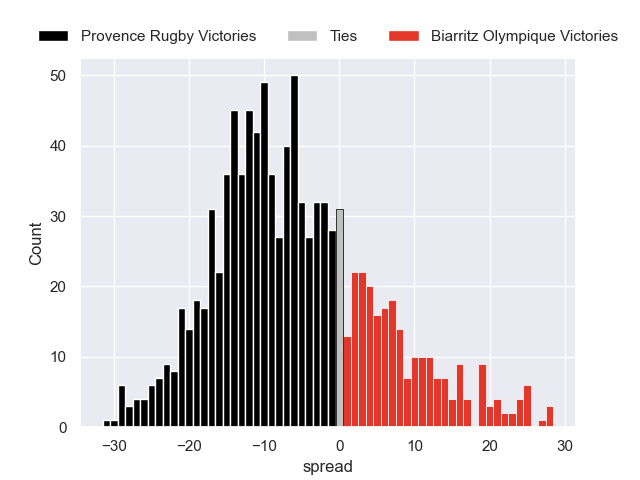 Provence Rugby Victories Ties Biarritz Olympique Victories
50
40
30
20
10
0
Count
−30 −20 −10 0 10 20 30
spread